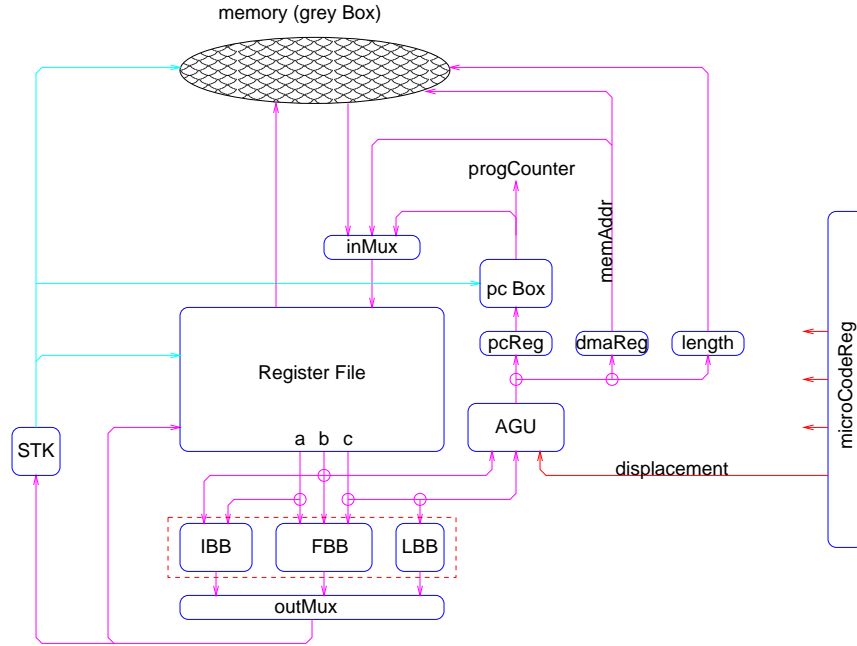 memory (grey Box)
progCounter
memAddr
inMux
pc Box
pcReg
dmaReg
length
microCodeReg
Register File
AGU
STK
a b c
displacement
IBB
FBB
LBB
outMux